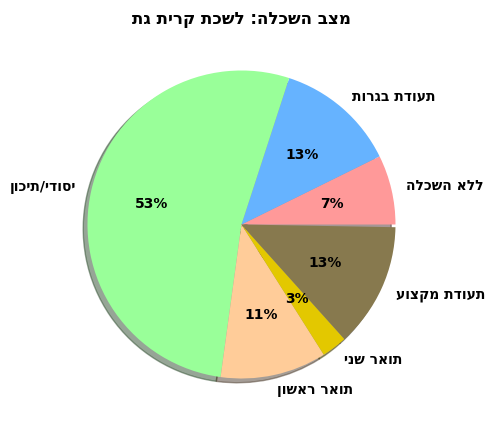 מצב השכלה: לשכת קרית גת
תעודת בגרות
13%
ללא השכלה
7%
יסודי/תיכון
53%
13%
תעודת מקצוע
3%
11%
תואר שני
תואר ראשון